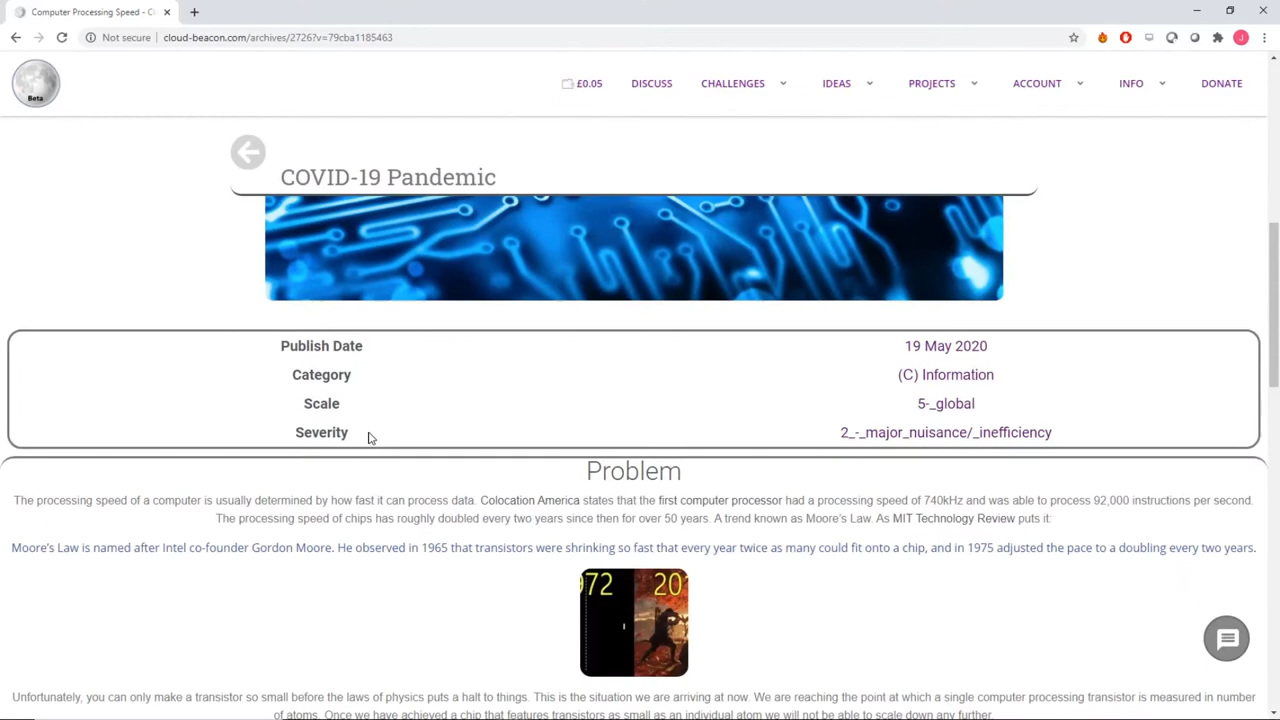 Computer Processing Speed - C
Not secure
cloud-beacon.com/archives/2726?v=79cba1185463
J
Beta
£0.05
DISCUSS
CHALLENGES
IDEAS
PROJECTS
ACCOUNT
INFO
DONATE
COVID-19 Pandemic
Publish Date 19 May 2020
Category (C) Information
Scale 5-_global
Severity 2_-_major_nuisance/_inefficiency
Problem
The processing speed of a computer is usually determined by how fast it can process data. Colocation America states that the first computer processor had a processing speed of 740kHz and was able to process 92,000 instructions per second.
The processing speed of chips has roughly doubled every two years since then for over 50 years. A trend known as Moore's Law. As MIT Technology Review puts it:
Moore's Law is named after Intel co-founder Gordon Moore. He observed in 1965 that transistors were shrinking so fast that every year twice as many could fit onto a chip, and in 1975 adjusted the pace to a doubling every two years.
972 20
Unfortunately, you can only make a transistor so small before the laws of physics puts a halt to things. This is the situation we are arriving at now. We are reaching the point at which a single computer processing transistor is measured in number
of atoms. Once we have achieved a chip that features transistors as small as an individual atom we will not be able to scale down any further.